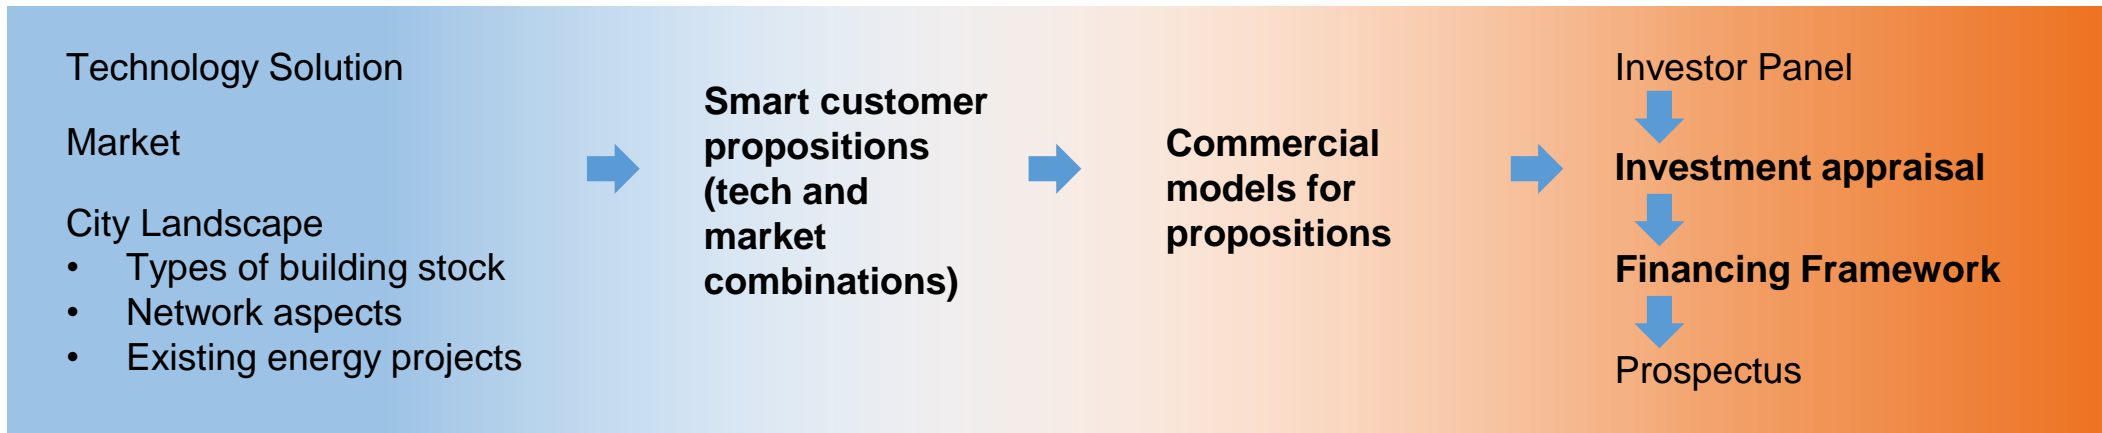 Technology Solution
Market
City Landscape
• Types of building stock
• Network aspects
• Existing energy projects
Smart customer
propositions
(tech and
market
combinations)
Commercial
models for
propositions
Investor Panel
Investment appraisal
Financing Framework
Prospectus